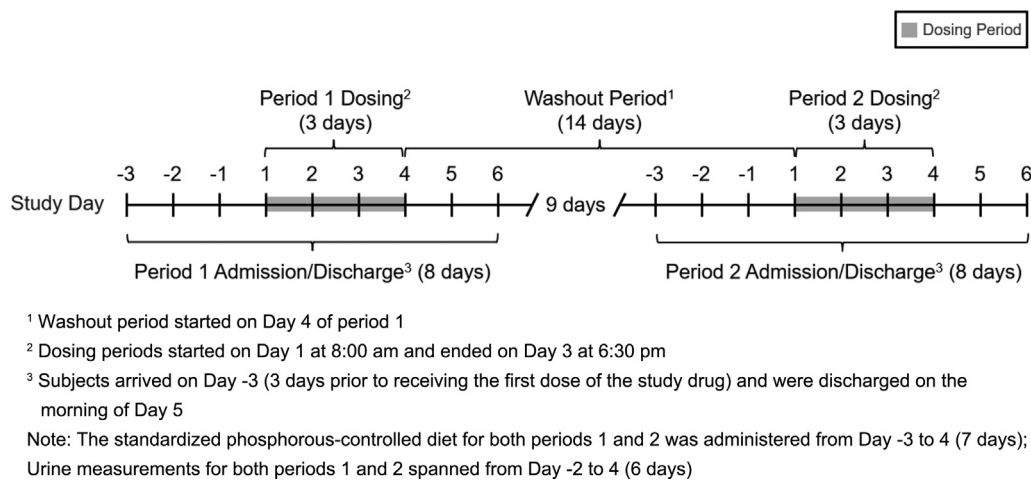 Dosing Period
Period 1 Dosing²
(3 days)
Washout Period¹
(14 days)
Period 2 Dosing²
(3 days)
-3 -2 -1 1 2 3 4 5 6 -3 -2 -1 1 2 3 4 5 6
Study Day 9 days
Period 1 Admission/Discharge³ (8 days)
Period 2 Admission/Discharge³ (8 days)
¹ Washout period started on Day 4 of period 1
² Dosing periods started on Day 1 at 8:00 am and ended on Day 3 at 6:30 pm
³ Subjects arrived on Day -3 (3 days prior to receiving the first dose of the study drug) and were discharged on the
morning of Day 5
Note: The standardized phosphorous-controlled diet for both periods 1 and 2 was administered from Day -3 to 4 (7 days);
Urine measurements for both periods 1 and 2 spanned from Day -2 to 4 (6 days)